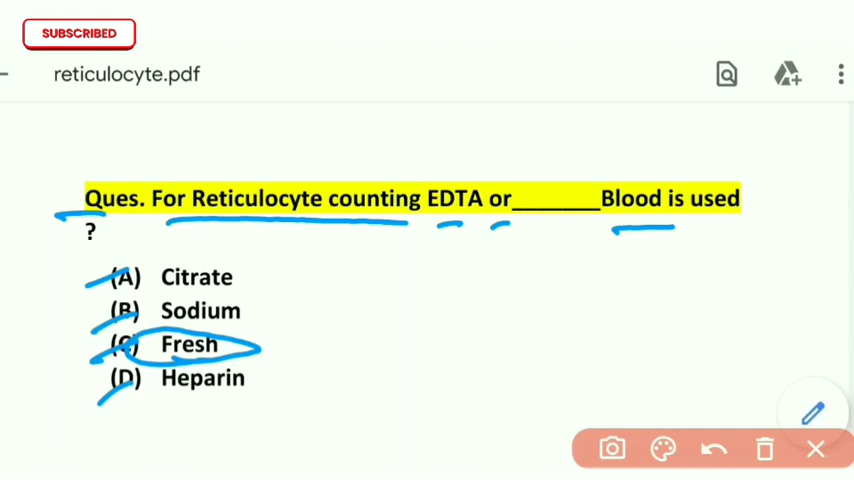 SUBSCRIBED
reticulocyte.pdf
Ques. For Reticulocyte counting EDTA or_______Blood is used
?
(A) Citrate
(B) Sodium
(C) Fresh
(D) Heparin